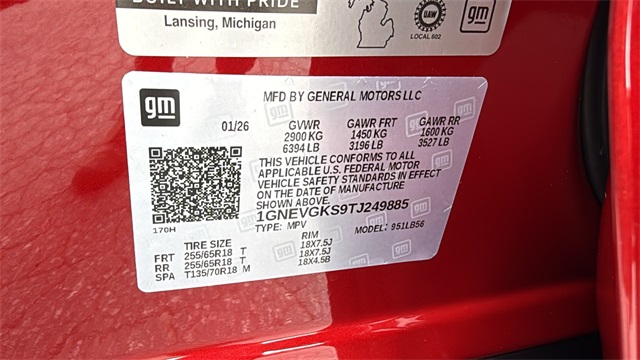 BUILT WITH PRIDE
Lansing, Michigan
UAW
LOCAL 602
gm
gm
MFD BY GENERAL MOTORS LLC
01/26 GVWR GAWR FRT GAWR RR
2900 KG 1450 KG 1600 KG
6394 LB 3196 LB 3527 LB
THIS VEHICLE CONFORMS TO ALL
APPLICABLE U.S. FEDERAL MOTOR
VEHICLE SAFETY STANDARDS IN EFFECT
ON THE DATE OF MANUFACTURE
SHOWN ABOVE.
1GNEVGKS9TJ249885
170H TYPE: MPV MODEL: 951LB56
TIRE SIZE RIM
FRT 255/65R18 T 18X7.5J
RR 255/65R18 T 18X7.5J
SPA T135/70R18 M 18X4.5B